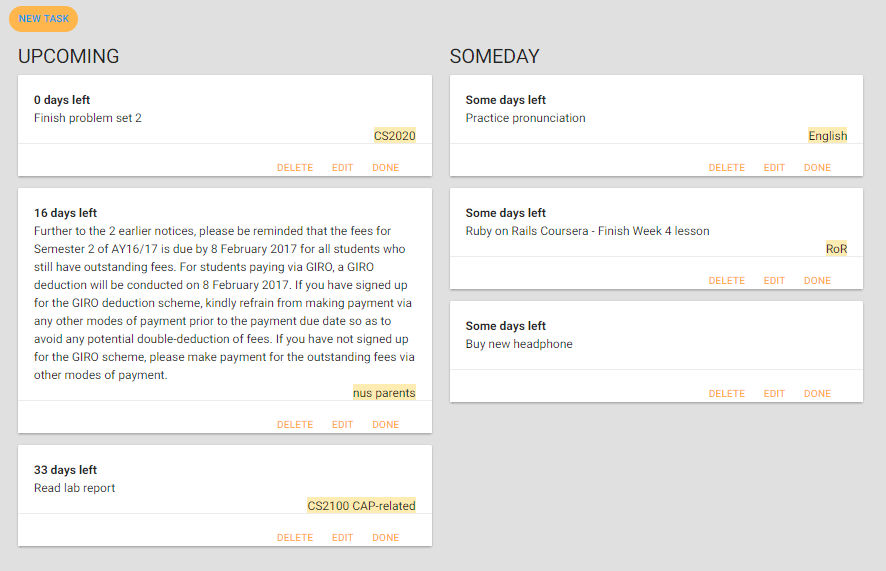 NEW TASK
UPCOMING
0 days left
Finish problem set 2
CS2020
DELETE EDIT DONE
16 days left
Further to the 2 earlier notices, please be reminded that the fees for
Semester 2 of AY16/17 is due by 8 February 2017 for all students who
still have outstanding fees. For students paying via GIRO, a GIRO
deduction will be conducted on 8 February 2017. If you have signed up
for the GIRO deduction scheme, kindly refrain from making payment via
any other modes of payment prior to the payment due date so as to
avoid any potential double-deduction of fees. If you have not signed up
for the GIRO scheme, please make payment for the outstanding fees via
other modes of payment.
nus parents
DELETE EDIT DONE
33 days left
Read lab report
CS2100 CAP-related
DELETE EDIT DONE
SOMEDAY
Some days left
Practice pronunciation
English
DELETE EDIT DONE
Some days left
Ruby on Rails Coursera - Finish Week 4 lesson
RoR
DELETE EDIT DONE
Some days left
Buy new headphone
DELETE EDIT DONE